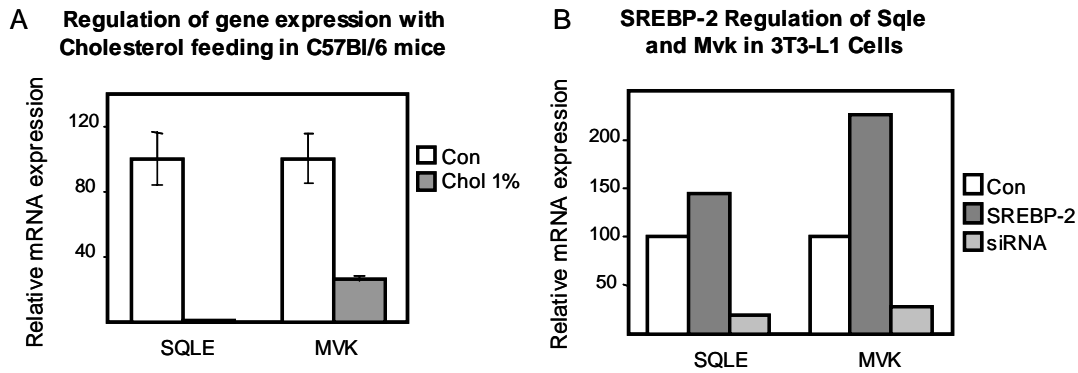 A
Regulation of gene expression with
Cholesterol feeding in C57Bl/6 mice
Relative mRNA expression
120
80
40
SQLE
MVK
Con
Chol 1%
B
SREBP-2 Regulation of Sqle
and Mvk in 3T3-L1 Cells
Relative mRNA expression
200
150
100
50
SQLE
MVK
Con
SREBP-2
siRNA